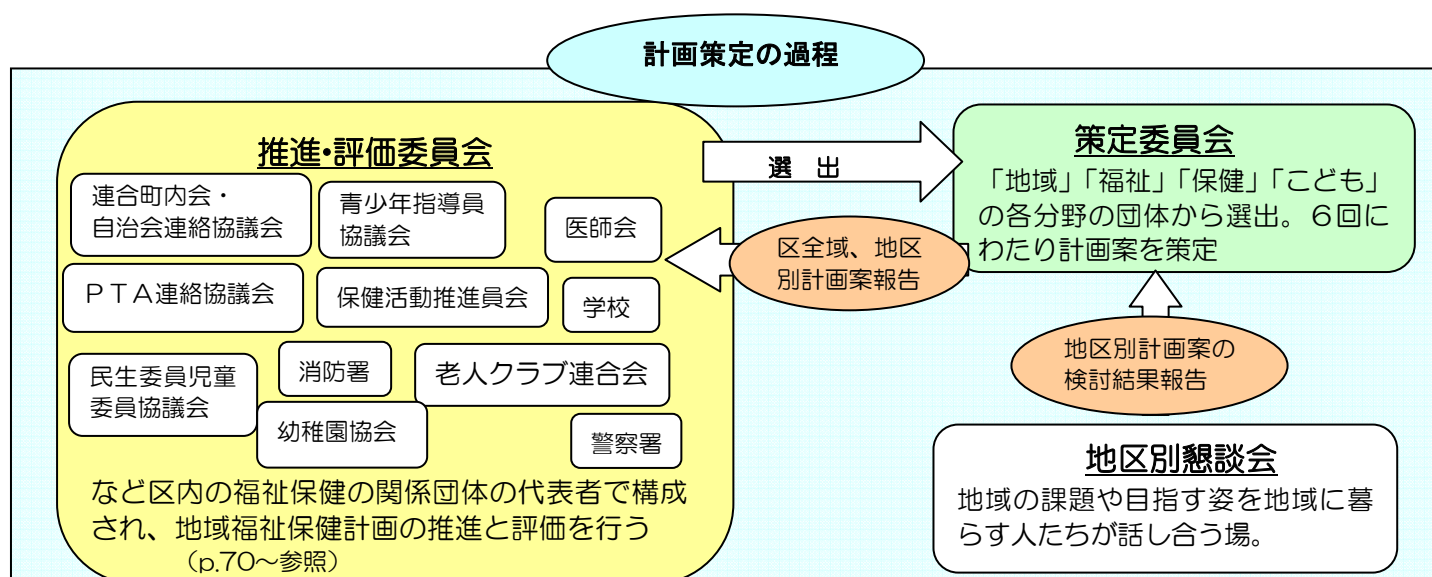 計画策定の過程
推進・評価委員会
連合町内会・
自治会連絡協議会
青少年指導員
協議会
医師会
ＰＴＡ連絡協議会
保健活動推進員会
学校
民生委員児童
委員協議会
消防署
老人クラブ連合会
幼稚園協会
警察署
など区内の福祉保健の関係団体の代表者で構成
され、地域福祉保健計画の推進と評価を行う
（p.70～参照）
選 出
区全域、地区
別計画案報告
策定委員会
「地域」「福祉」「保健」「こども」
の各分野の団体から選出。６回に
わたり計画案を策定
地区別計画案の
検討結果報告
地区別懇談会
地域の課題や目指す姿を地域に暮
らす人たちが話し合う場。